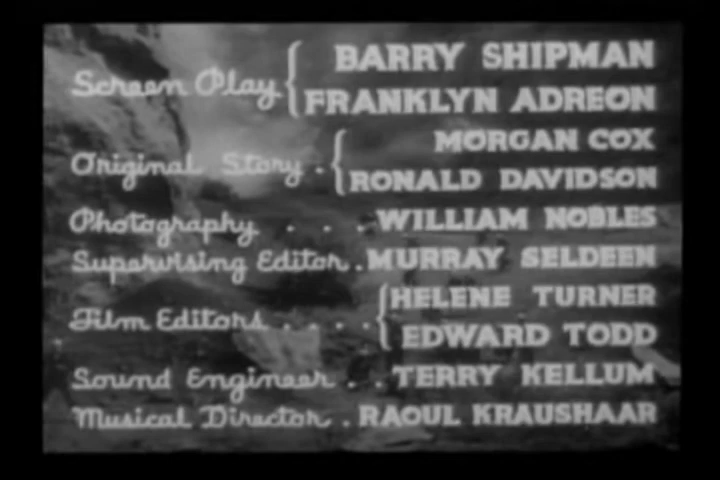 Screen Play { BARRY SHIPMAN
FRANKLYN ADREON
Original Story . { MORGAN COX
RONALD DAVIDSON
Photography . . . WILLIAM NOBLES
Supervising Editor . MURRAY SELDEEN
Film Editors . . . . { HELENE TURNER
EDWARD TODD
Sound Engineer . . TERRY KELLUM
Musical Director . RAOUL KRAUSHAAR